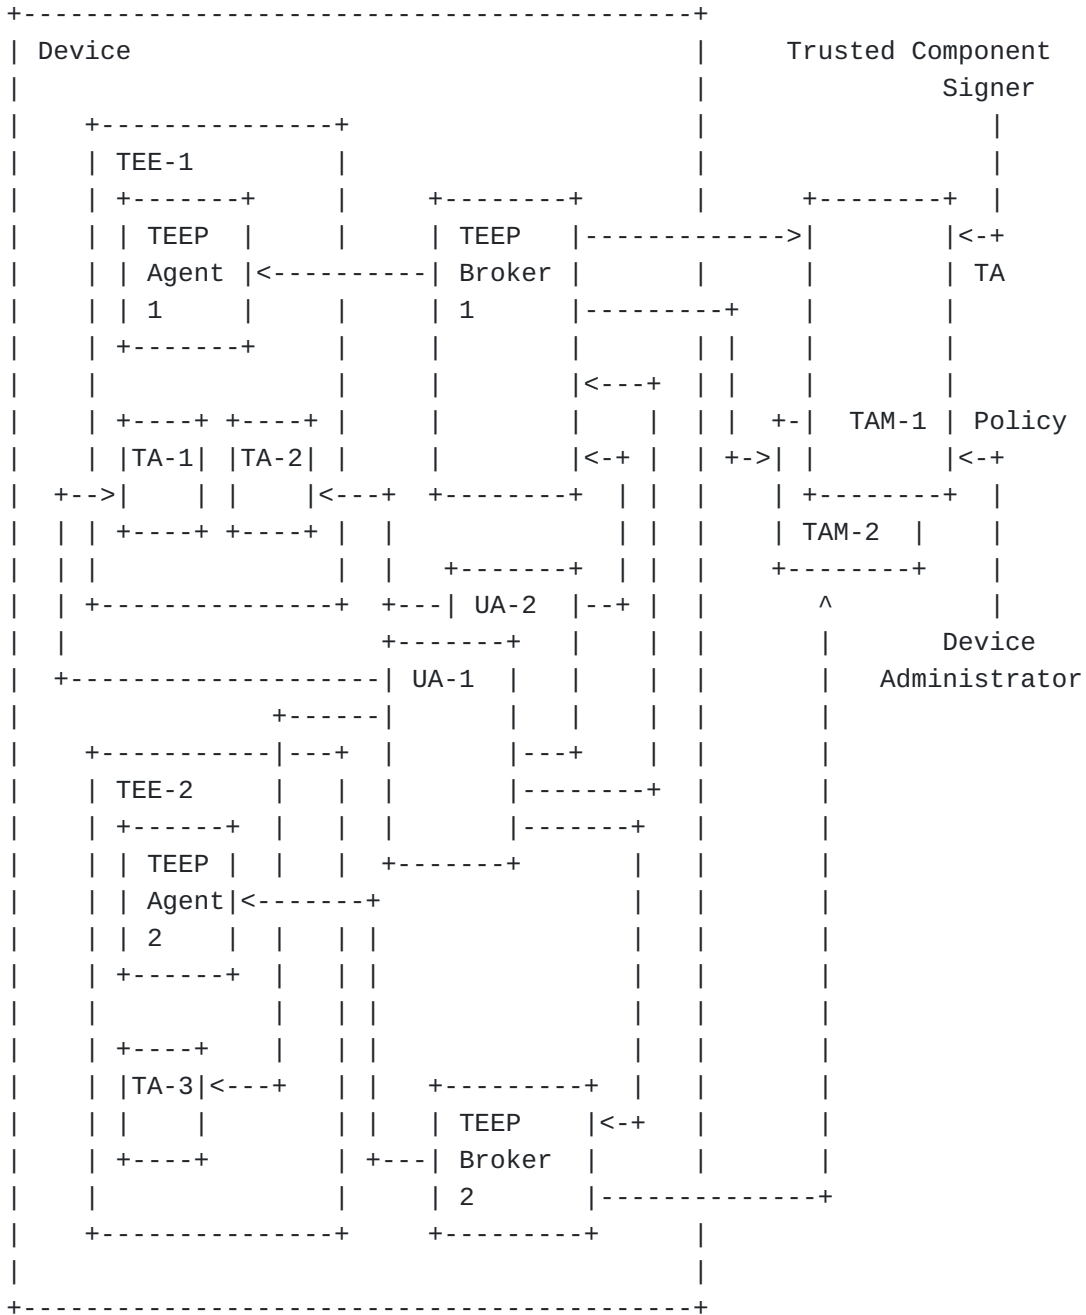 Device Trusted Component
Signer
TEE-1
TEEP TEEP
Agent Broker TA
1 1
TAM-1 Policy
TA-1 TA-2
TAM-2
UA-2
Device
UA-1 Administrator
TEE-2
TEEP
Agent
2
TA-3
TEEP
Broker
2